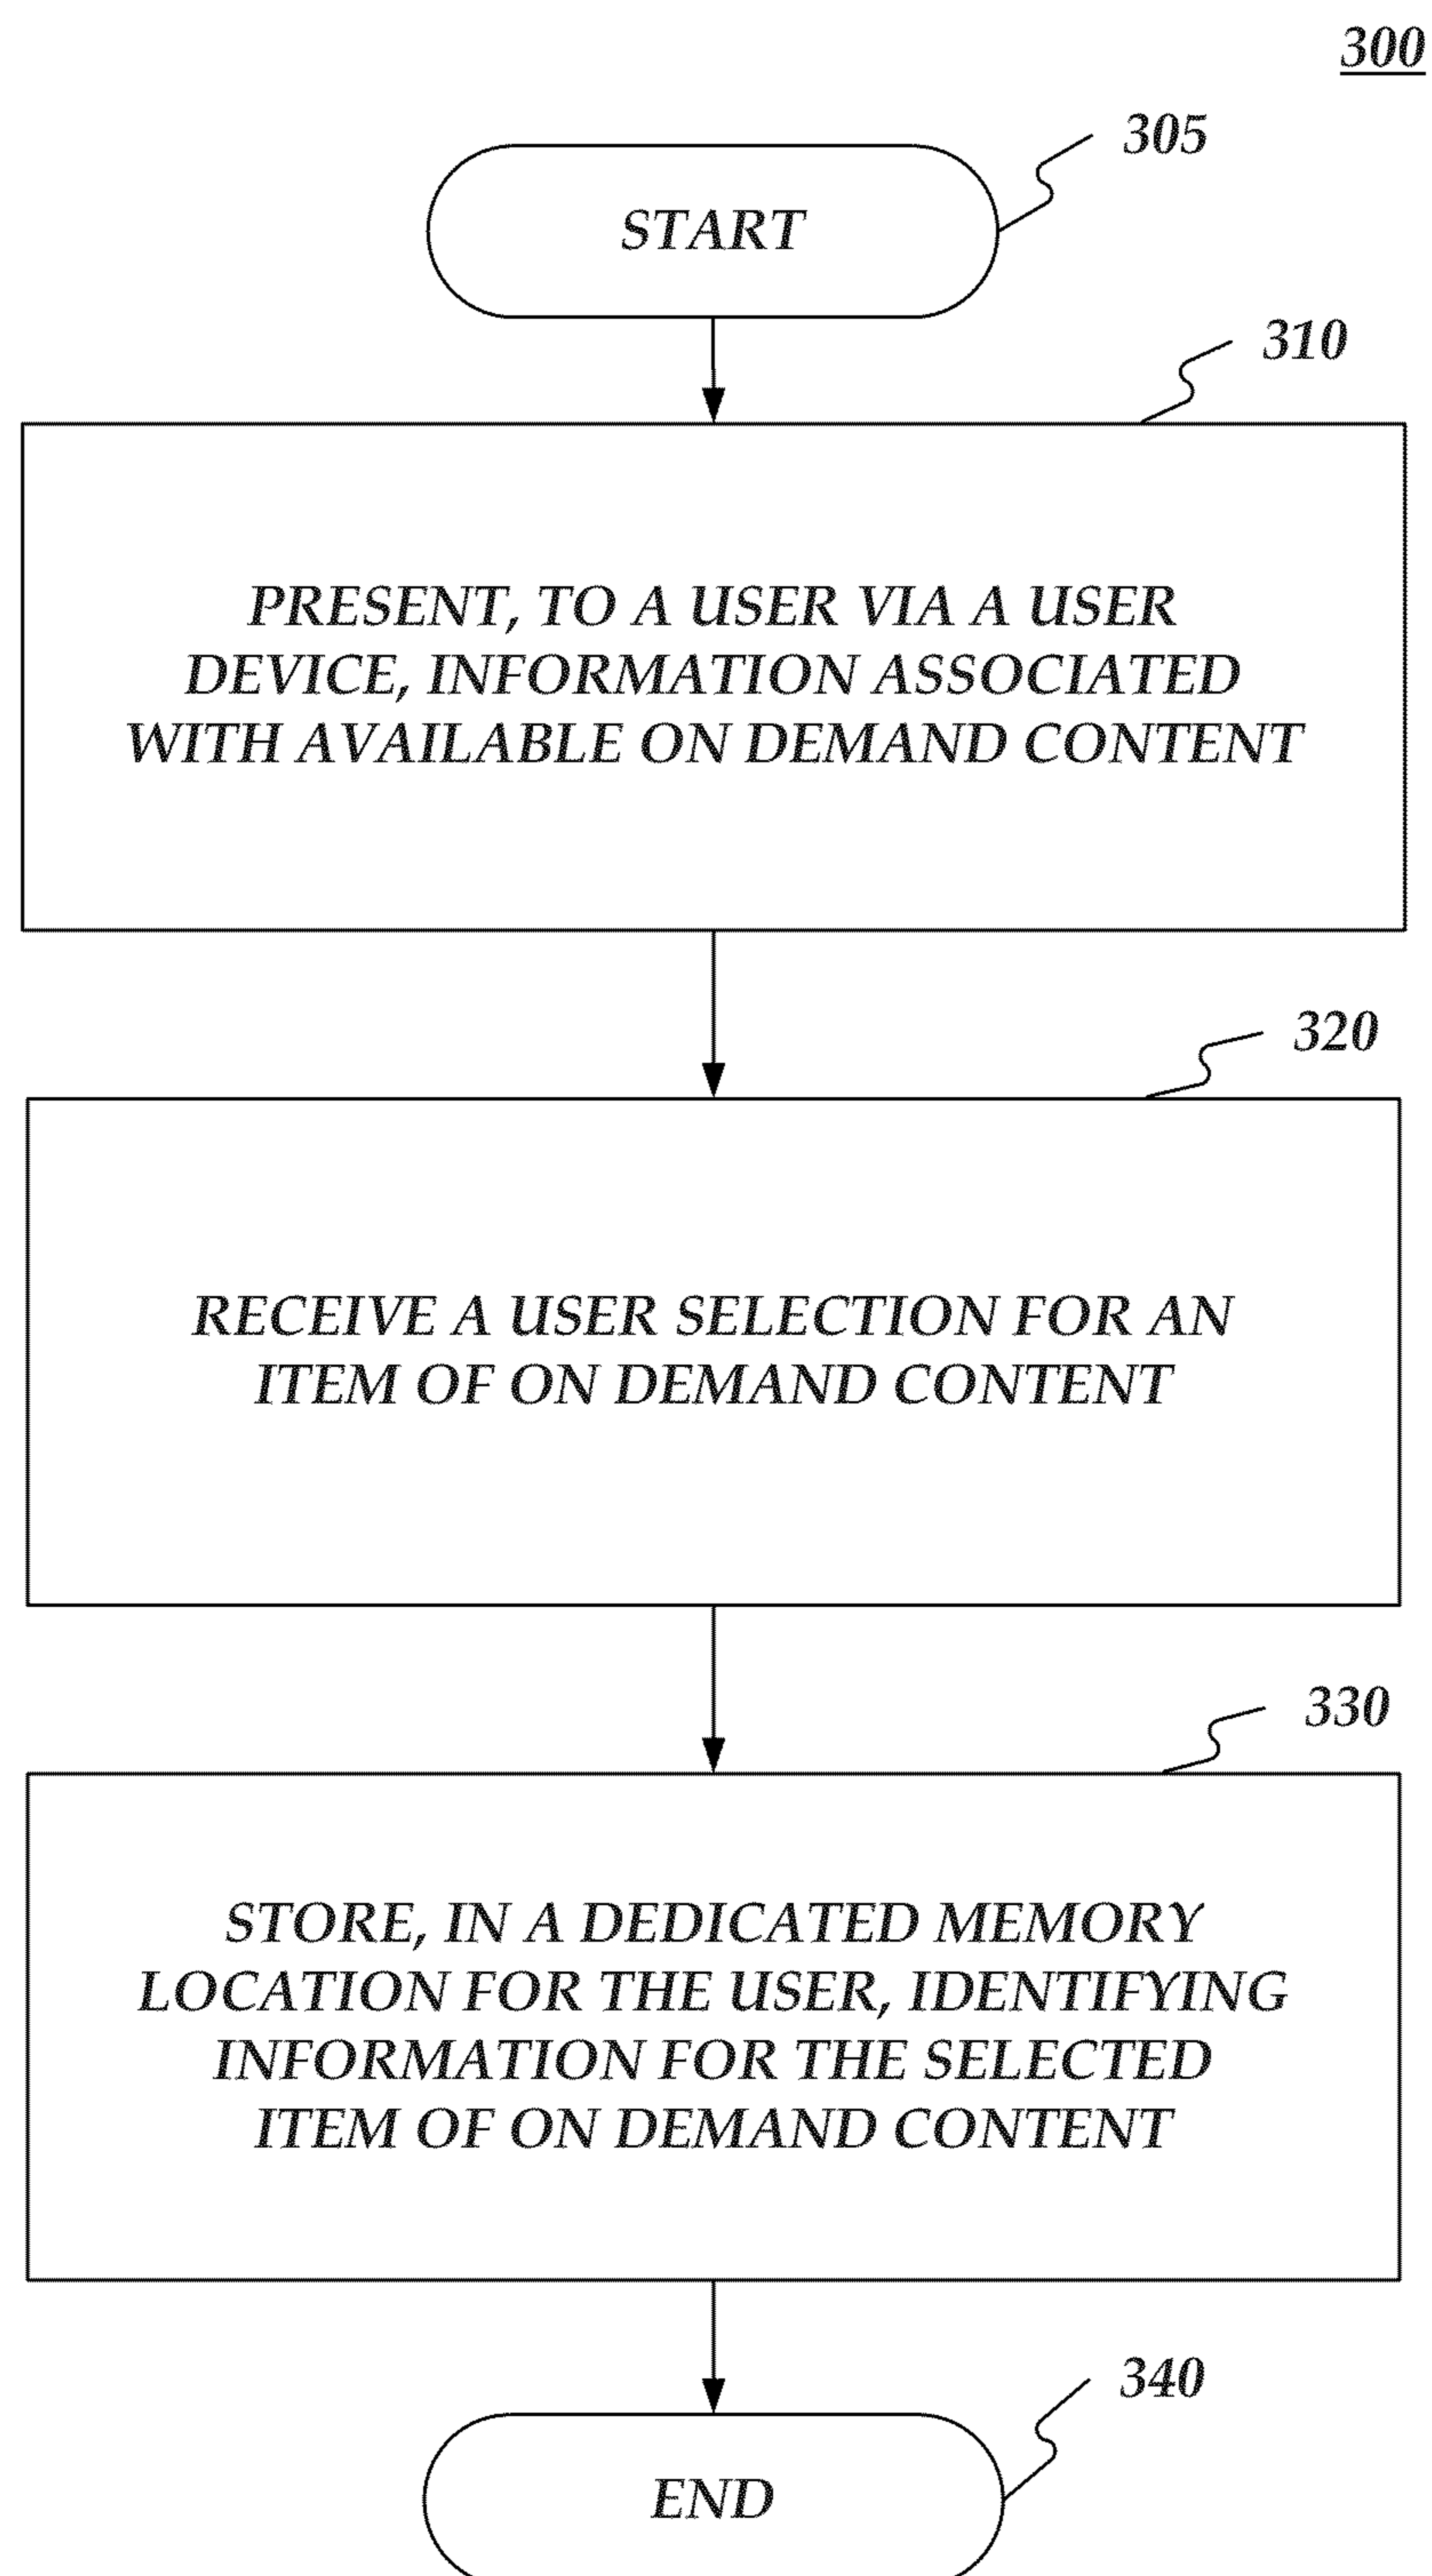 300
305
START
310
PRESENT, TO A USER VIA A USER
DEVICE, INFORMATION ASSOCIATED
WITH AVAILABLE ON DEMAND CONTENT
320
RECEIVE A USER SELECTION FOR AN
ITEM OF ON DEMAND CONTENT
330
STORE, IN A DEDICATED MEMORY
LOCATION FOR THE USER, IDENTIFYING
INFORMATION FOR THE SELECTED
ITEM OF ON DEMAND CONTENT
340
END